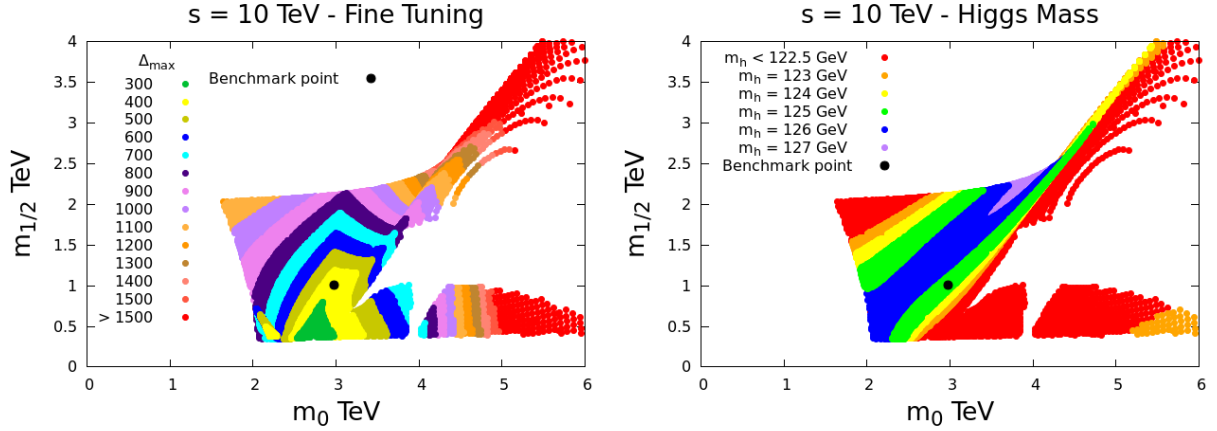 s = 10 TeV - Fine Tuning
m1/2 TeV
4
3.5
3
2.5
2
1.5
1
0.5
0
Δmax
300
400
500
600
700
800
900
1000
1100
1200
1300
1400
1500
> 1500
Benchmark point
0 1 2 3 4 5 6
m0 TeV
s = 10 TeV - Higgs Mass
m1/2 TeV
4
3.5
3
2.5
2
1.5
1
0.5
0
mh < 122.5 GeV
mh = 123 GeV
mh = 124 GeV
mh = 125 GeV
mh = 126 GeV
mh = 127 GeV
Benchmark point
0 1 2 3 4 5 6
m0 TeV